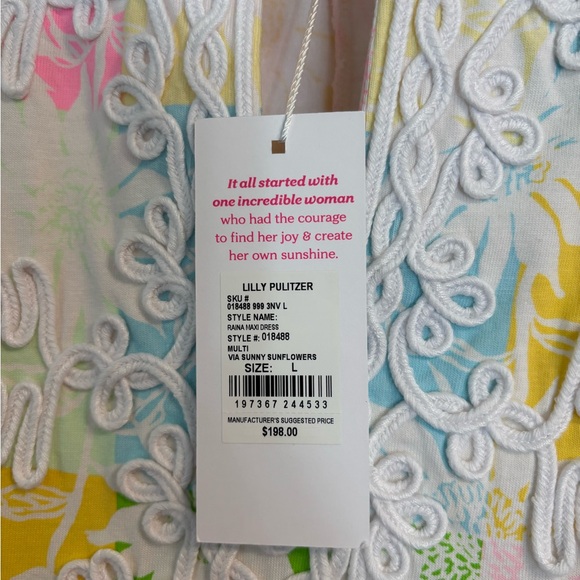 It all started with
one incredible woman
who had the courage
to find her joy & create
her own sunshine.
LILLY PULITZER
SKU #
018488 999 3NV L
STYLE NAME:
RAINA MAXI DRESS
STYLE #: 018488
MULTI
VIA SUNNY SUNFLOWERS
SIZE: L
197367 244533
MANUFACTURER'S SUGGESTED PRICE
$198.00